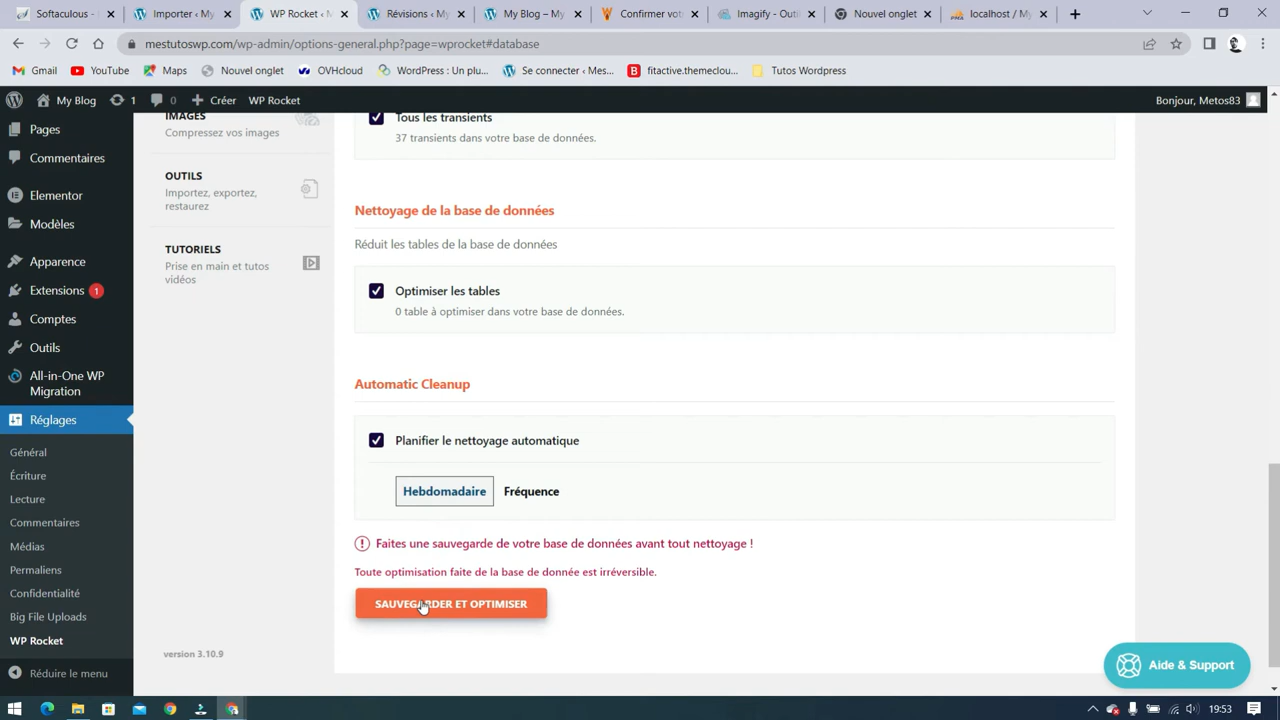 Softaculous
Importer ‹ My
WP Rocket ‹ M
Révisions ‹ My
My Blog – My
Confirmer vot
Imagify - Outi
Nouvel onglet
localhost / My
mestutoswp.com/wp-admin/options-general.php?page=wprocket#database
Gmail
YouTube
Maps
Nouvel onglet
OVHcloud
WordPress : Un plu...
Se connecter ‹ Mes...
fitactive.themeclou...
Tutos Wordpress
My Blog
1
0
Créer
WP Rocket
Bonjour, Metos83
Pages
Commentaires
Elementor
Modèles
Apparence
Extensions 1
Comptes
Outils
All-in-One WP
Migration
Réglages
Général
Écriture
Lecture
Commentaires
Médias
Permaliens
Confidentialité
Big File Uploads
WP Rocket
Réduire le menu
IMAGES
Compressez vos images
OUTILS
Importez, exportez,
restaurez
TUTORIELS
Prise en main et tutos
vidéos
version 3.10.9
Tous les transients
37 transients dans votre base de données.
Nettoyage de la base de données
Réduit les tables de la base de données
Optimiser les tables
0 table à optimiser dans votre base de données.
Automatic Cleanup
Planifier le nettoyage automatique
Hebdomadaire Fréquence
Faites une sauvegarde de votre base de données avant tout nettoyage !
Toute optimisation faite de la base de donnée est irréversible.
SAUVEGARDER ET OPTIMISER
Aide & Support
19:53